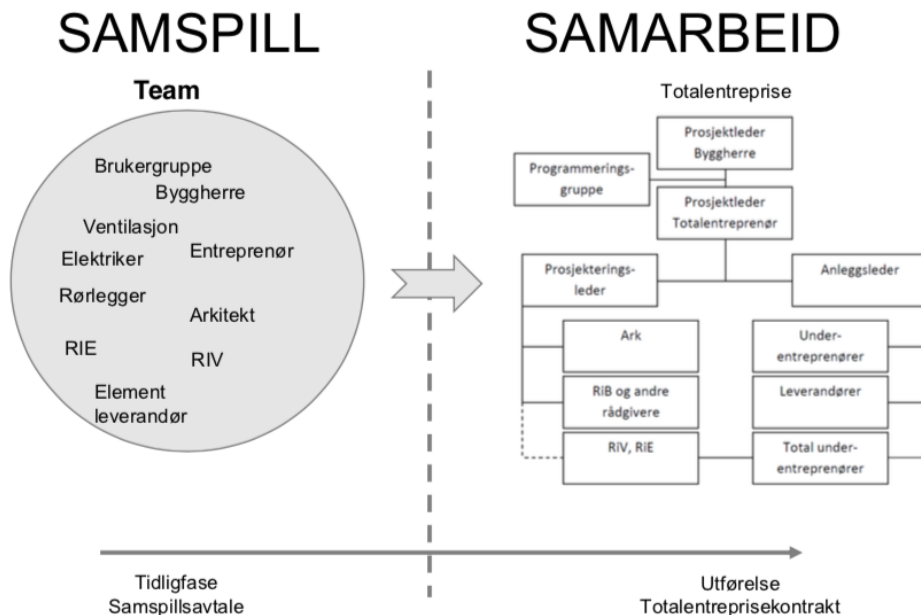 SAMSPILL
Team
Brukergruppe
Byggherre
Ventilasjon
Elektriker
Entreprenør
Rørlegger
Arkitekt
RIE
RIV
Element
leverandør
SAMARBEID
Totalentreprise
Prosjektleder
Byggherre
Programmerings-
gruppe
Prosjektleder
Totalentreprenør
Prosjekterings-
leder
Anleggsleder
Ark
Under-
entreprenører
RiB og andre
rådgivere
Leverandører
RiV, RiE
Total under-
entreprenører
Tidligfase
Samspillsavtale
Utførelse
Totalentreprisekontrakt